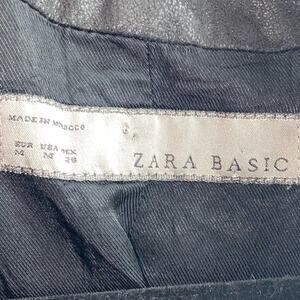 MADE IN MOROCCO
EUR USA MEX
M M 28
ZARA BASIC